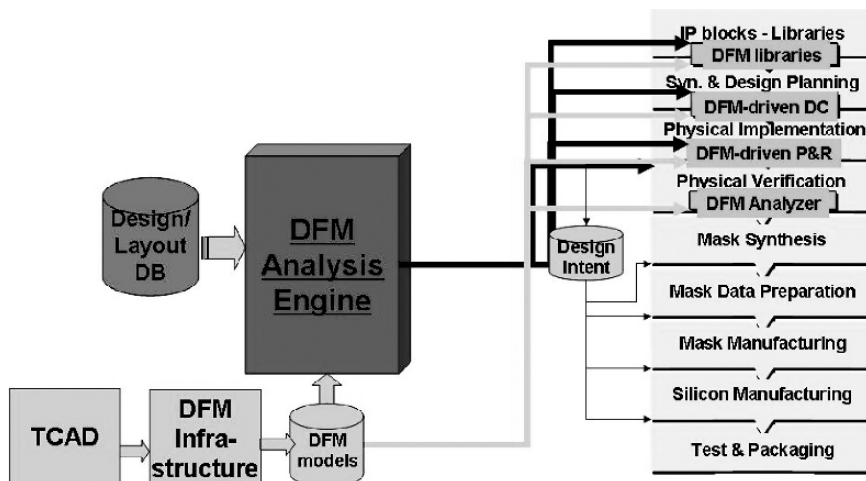 IP blocks - Libraries
DFM libraries
Syn. & Design Planning
DFM-driven DC
Physical Implementation
DFM-driven P&R
Physical Verification
DFM Analyzer
Mask Synthesis
Mask Data Preparation
Mask Manufacturing
Silicon Manufacturing
Test & Packaging
Design/
Layout
DB
DFM
Analysis
Engine
Design
Intent
TCAD
DFM
Infra-
structure
DFM
models